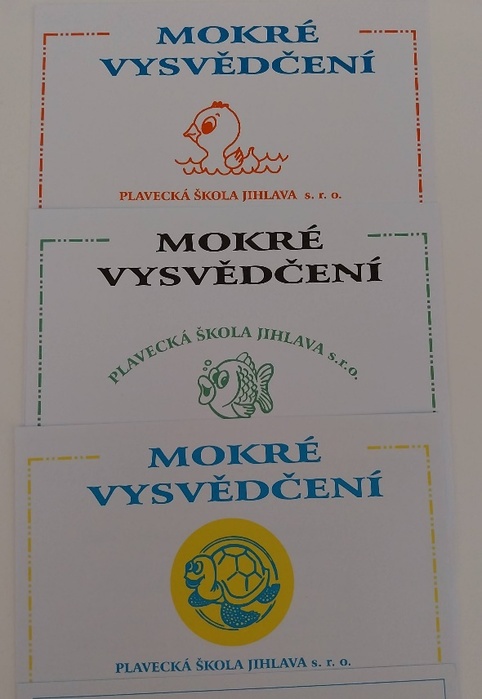 MOKRÉ
VYSVĚDČENÍ
PLAVECKÁ ŠKOLA JIHLAVA s. r. o.
MOKRÉ
VYSVĚDČENÍ
PLAVECKÁ ŠKOLA JIHLAVA s.r.o.
MOKRÉ
VYSVĚDČENÍ
PLAVECKÁ ŠKOLA JIHLAVA s. r. o.